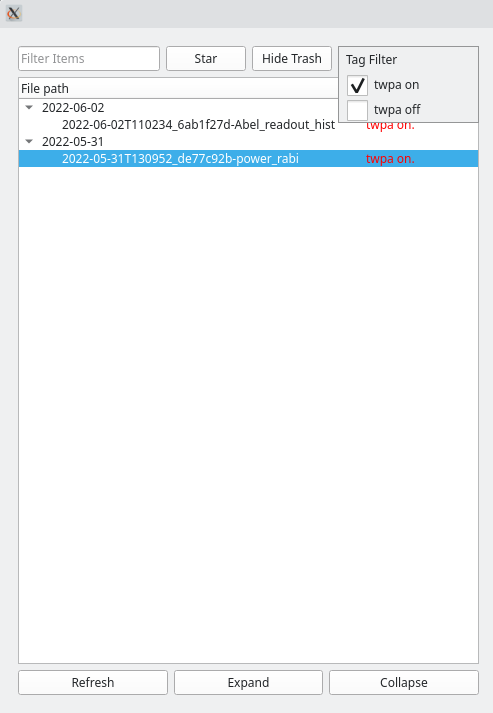 Filter Items
Star
Hide Trash
Tag Filter
twpa on
twpa off
File path
2022-06-02
2022-06-02T110234_6ab1f27d-Abel_readout_hist twpa on.
2022-05-31
2022-05-31T130952_de77c92b-power_rabi twpa on.
Refresh
Expand
Collapse